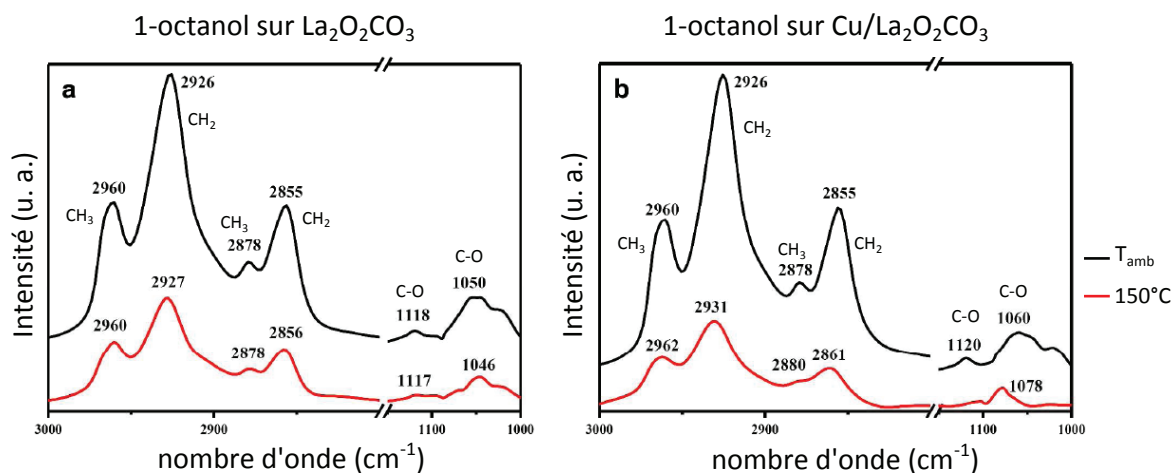 1-octanol sur La₂O₂CO₃
1-octanol sur Cu/La₂O₂CO₃
Intensité (u. a.)
a
2926
CH₂
2960
CH₃
CH₃
2878
2855
CH₂
C-O
1118
C-O
1050
2927
2960
2878
2856
1117
1046
3000
2900
1100
1000
nombre d'onde (cm⁻¹)
Intensité (u. a.)
b
2926
CH₂
2960
CH₃
CH₃
2878
2855
CH₂
C-O
1120
C-O
1060
2931
2962
2880
2861
1078
3000
2900
1100
1000
nombre d'onde (cm⁻¹)
T amb
150°C